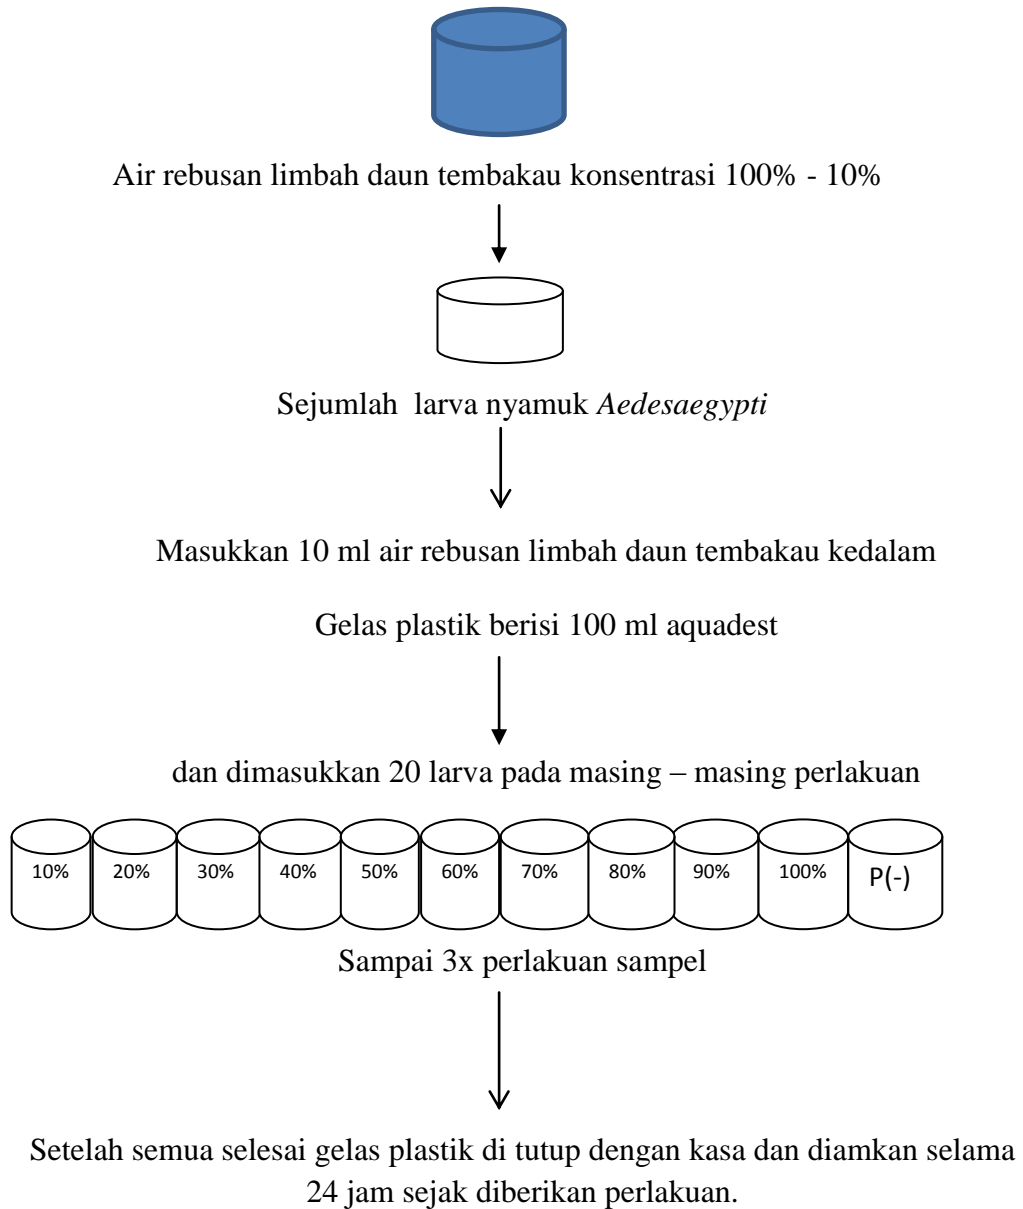 Air rebusan limbah daun tembakau konsentrasi 100% - 10%
Sejumlah larva nyamuk Aedesaegypti
Masukkan 10 ml air rebusan limbah daun tembakau kedalam
Gelas plastik berisi 100 ml aquadest
dan dimasukkan 20 larva pada masing – masing perlakuan
10% 20% 30% 40% 50% 60% 70% 80% 90% 100% P(-)
Sampai 3x perlakuan sampel
Setelah semua selesai gelas plastik di tutup dengan kasa dan diamkan selama
24 jam sejak diberikan perlakuan.